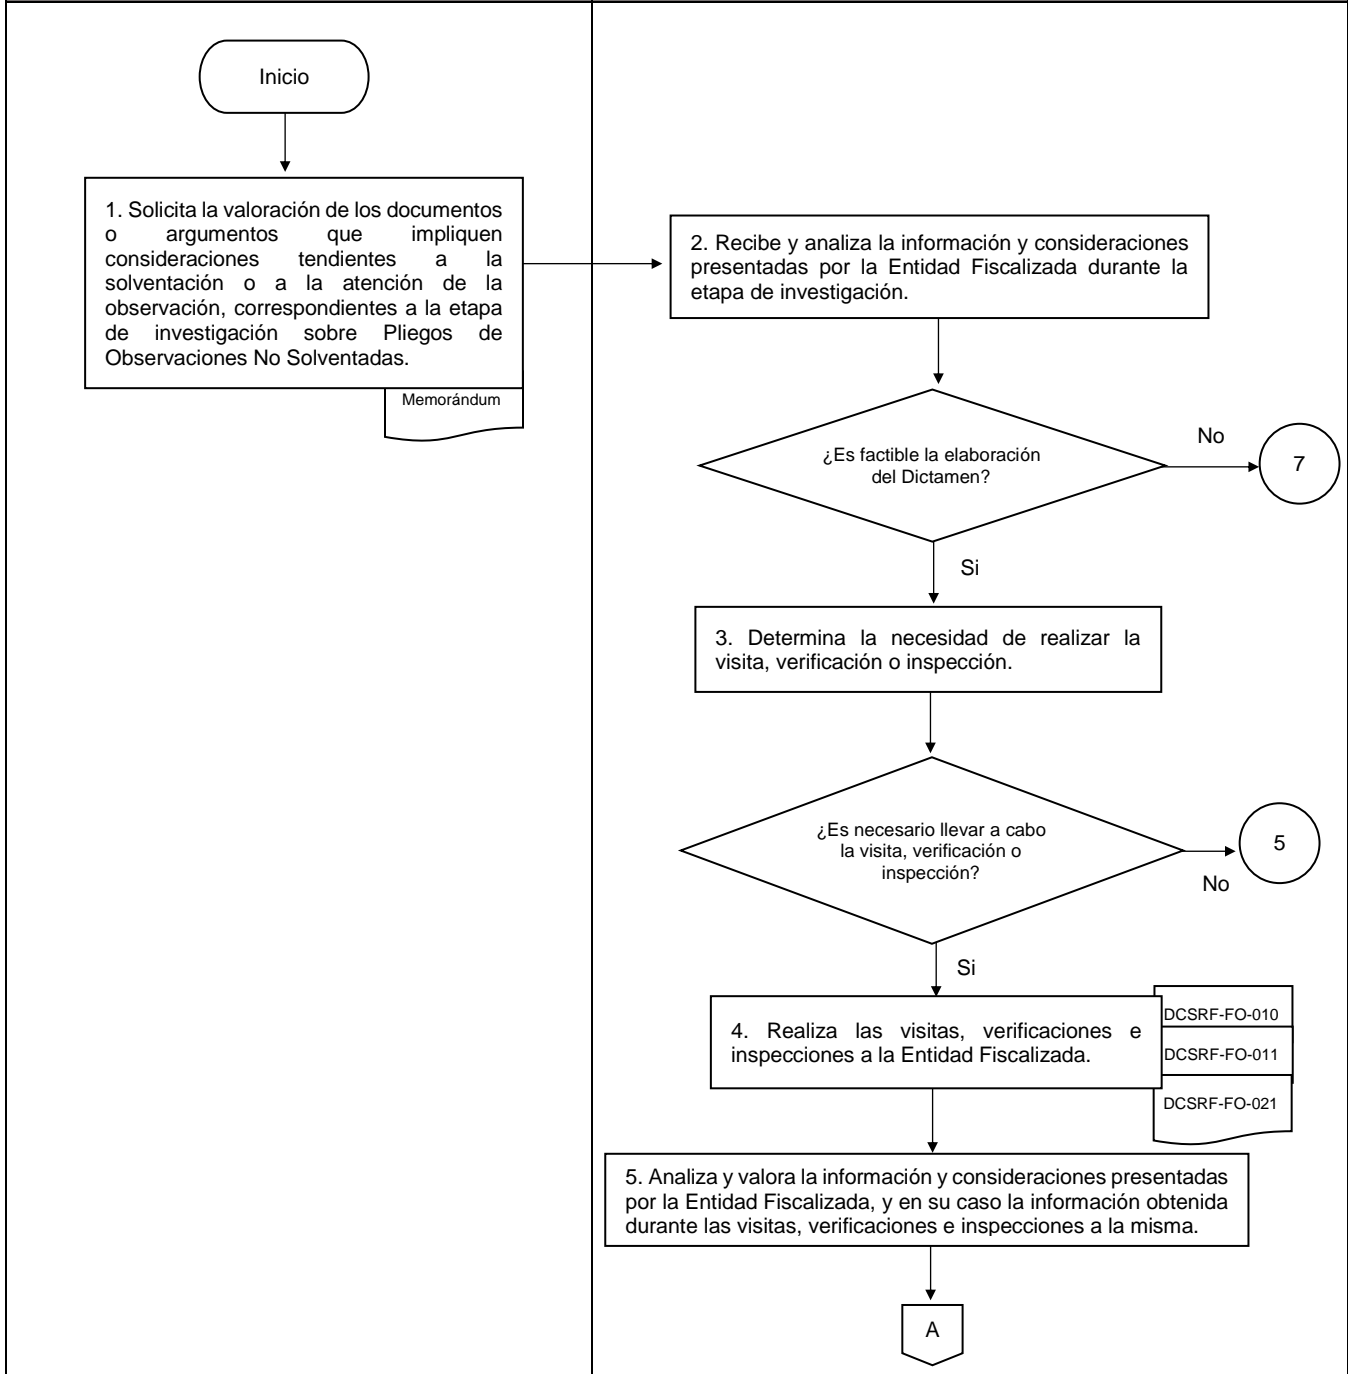 Inicio
1. Solicita la valoración de los documentos
o argumentos que impliquen
consideraciones tendientes a la
solventación o a la atención de la
observación, correspondientes a la etapa
de investigación sobre Pliegos de
Observaciones No Solventadas.
Memorándum
2. Recibe y analiza la información y consideraciones
presentadas por la Entidad Fiscalizada durante la
etapa de investigación.
¿Es factible la elaboración
del Dictamen?
No
7
Si
3. Determina la necesidad de realizar la
visita, verificación o inspección.
¿Es necesario llevar a cabo
la visita, verificación o
inspección?
5
No
Si
4. Realiza las visitas, verificaciones e
inspecciones a la Entidad Fiscalizada.
DCSRF-FO-010
DCSRF-FO-011
DCSRF-FO-021
5. Analiza y valora la información y consideraciones presentadas
por la Entidad Fiscalizada, y en su caso la información obtenida
durante las visitas, verificaciones e inspecciones a la misma.
A